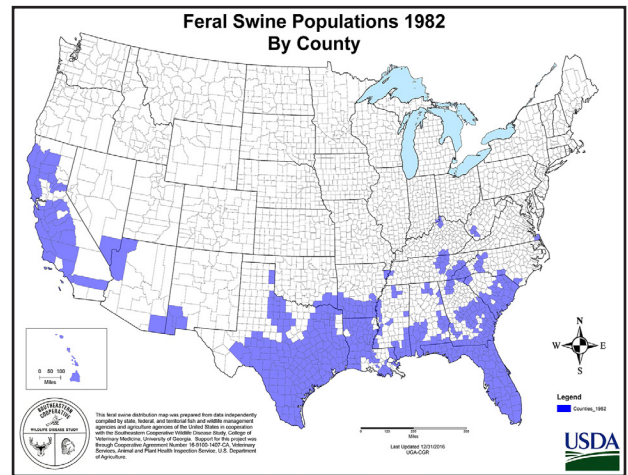 Feral Swine Populations 1982
By County
N
W
E
S
0 50 100
Miles
Legend
Counties_1982
SOUTHEASTERN
COOPERATIVE
WILDLIFE DISEASE STUDY
This feral swine distribution map was prepared from data independently
compiled by state, federal, and territorial fish and wildlife management
agencies and agriculture agencies of the United States in cooperation
with the Southeastern Cooperative Wildlife Disease Study, College of
Veterinary Medicine, University of Georgia. Support for this project was
through Cooperative Agreement Number 16-9100-1407-CA, Veterinary
Services, Animal and Plant Health Inspection Service, U.S. Department
of Agriculture.
Miles
Last Updated 12/31/2016
UGA-CGR
USDA